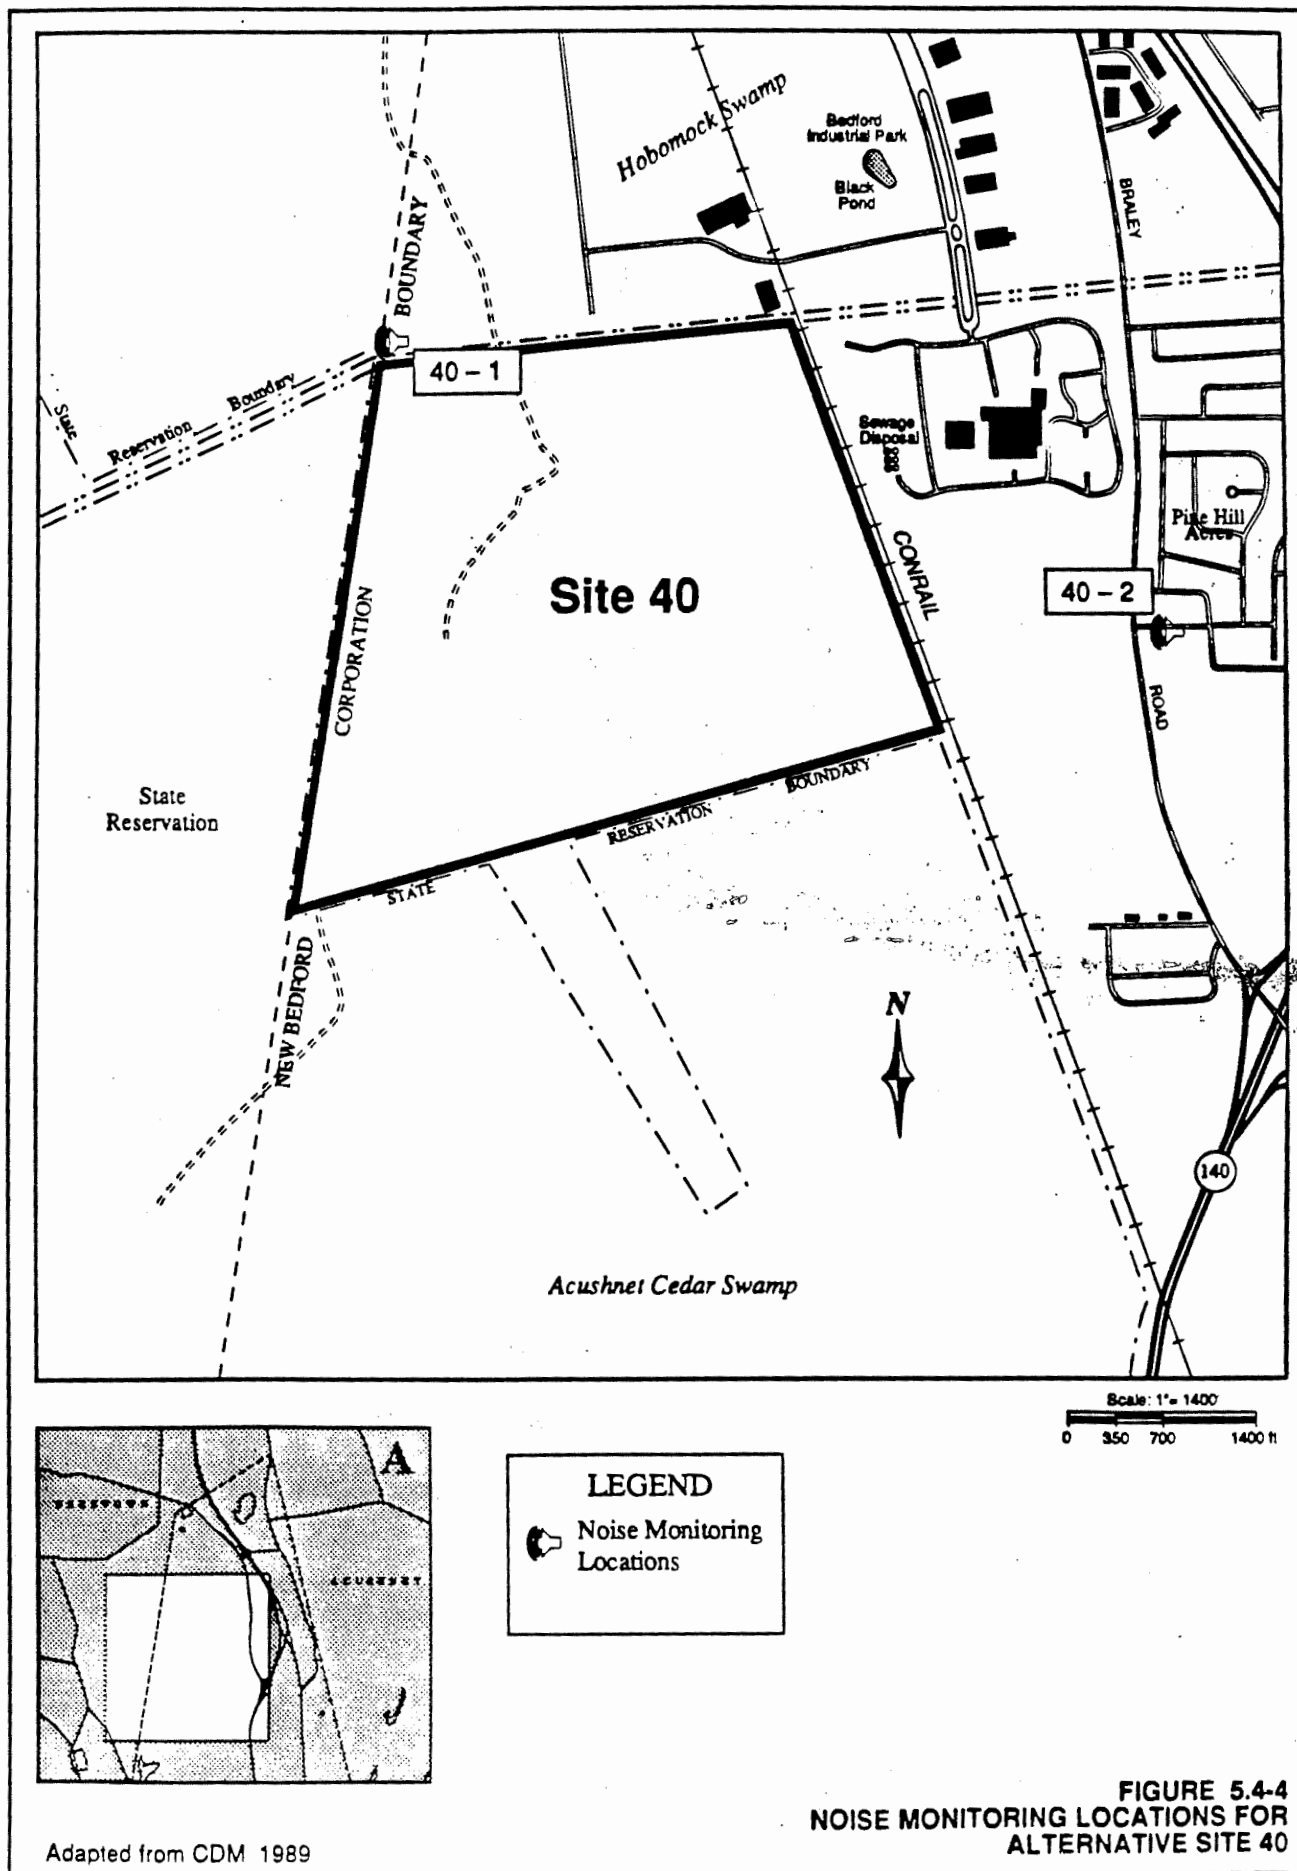 Hobomock Swamp
Bedford
Industrial Park
Black
Pond
BRALEY
BOUNDARY
40 - 1
State
Reservation Boundary
Sewage
Disposal
Pine Hill
Acres
CONRAIL
Site 40
40 - 2
CORPORATION
ROAD
State
Reservation
STATE
RESERVATION
BOUNDARY
NEW BEDFORD
N
140
Acushnet Cedar Swamp
Scale: 1"= 1400'
0 350 700 1400 ft
A
ACUSHNET
LEGEND
Noise Monitoring
Locations
FIGURE 5.4-4
NOISE MONITORING LOCATIONS FOR
ALTERNATIVE SITE 40
Adapted from CDM 1989